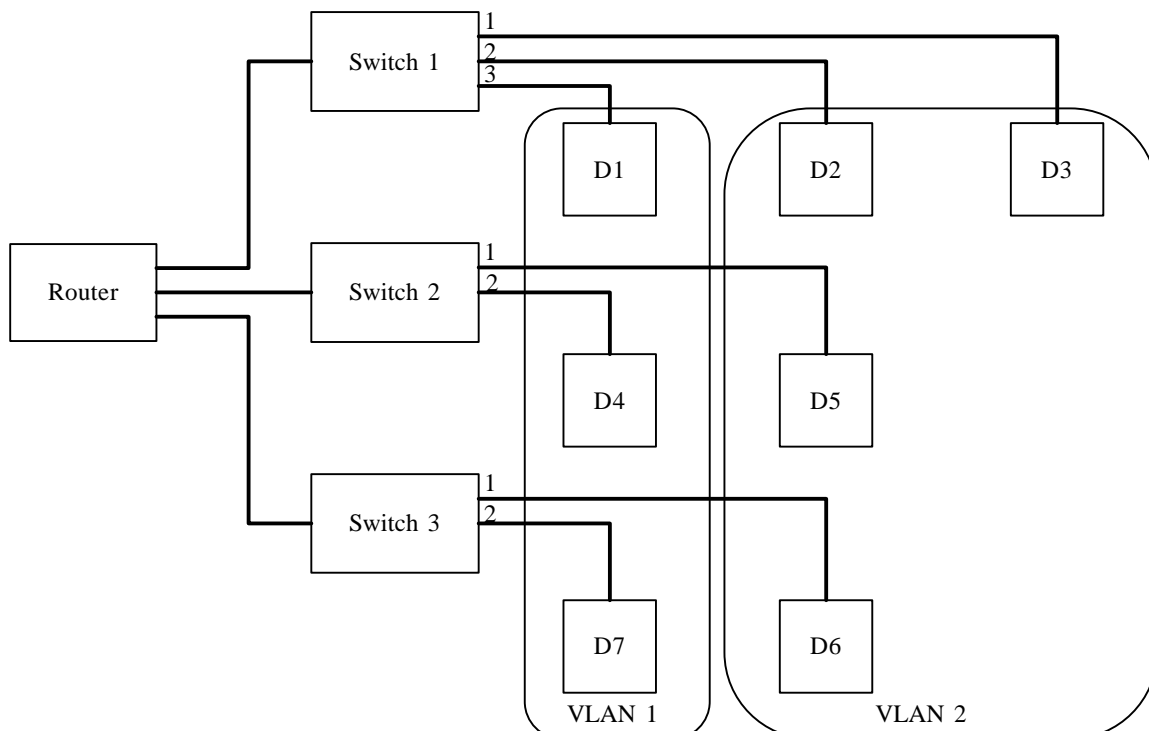 1
Switch 1
2
3
D1
D2
D3
Router
1
Switch 2
2
D4
D5
1
Switch 3
2
D7
D6
VLAN 1
VLAN 2